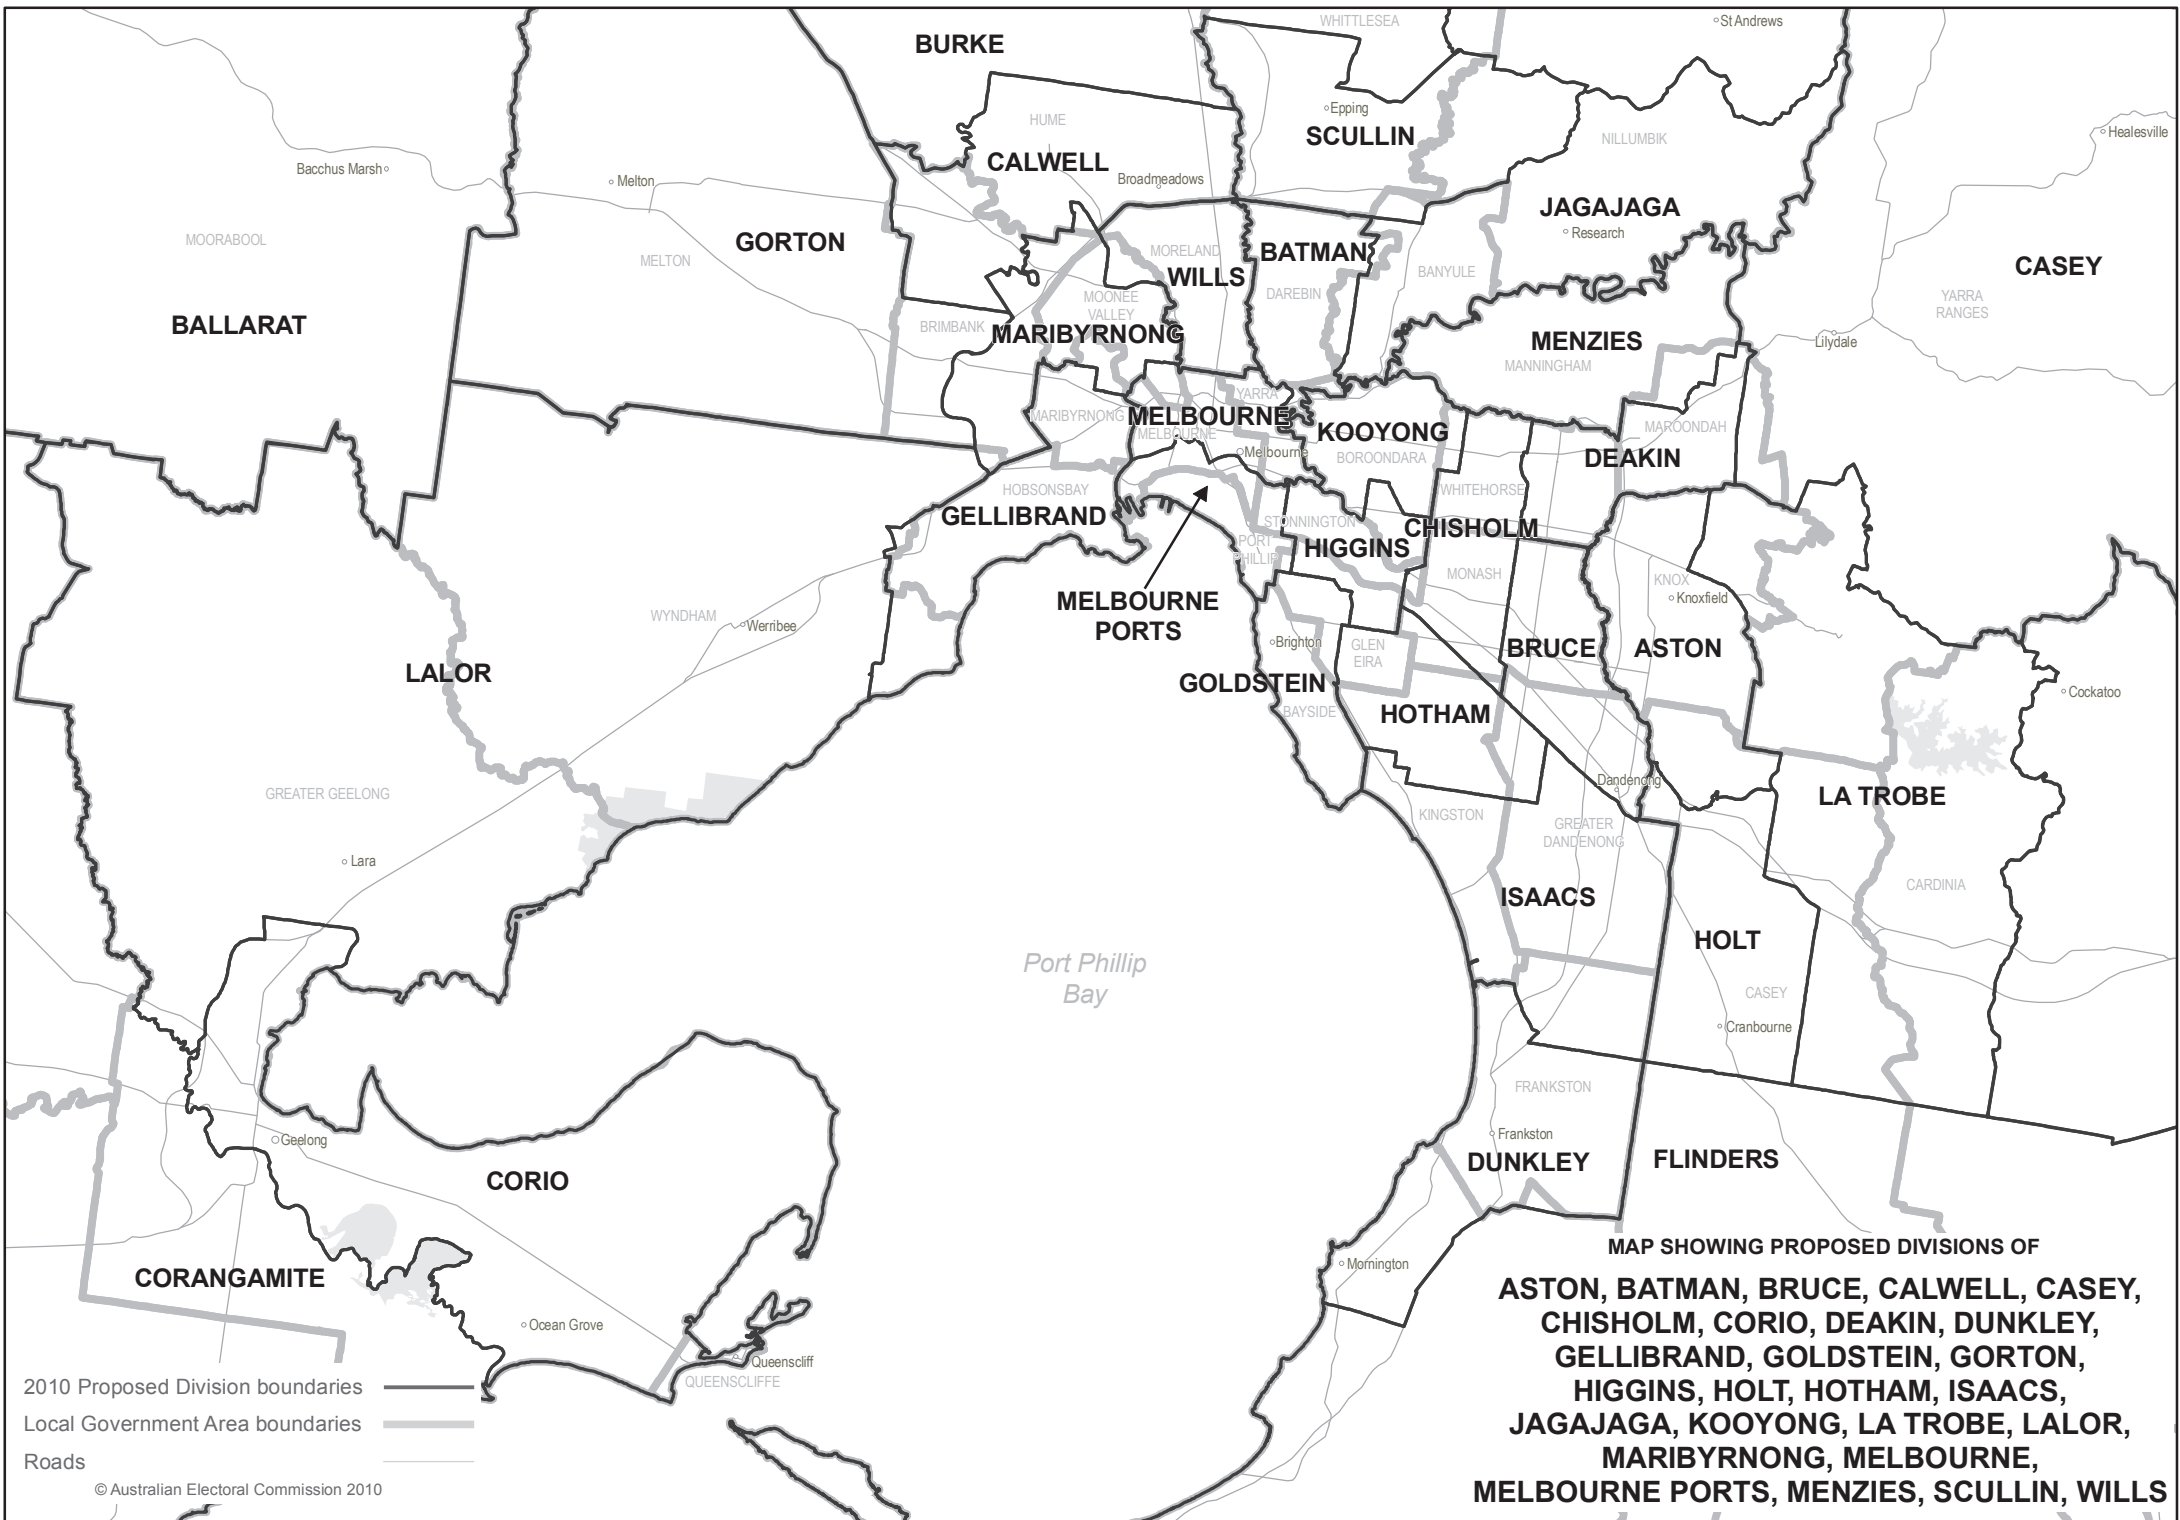 WHITTLESEA
St Andrews
BURKE
Epping
HUME
SCULLIN
Healesville
NILLUMBIK
Bacchus Marsh
CALWELL
Broadmeadows
Melton
JAGAJAGA
Research
MOORABOOL
GORTON
MORELAND
BATMAN
MELTON
BANYULE
CASEY
WILLS
DAREBIN
MOONEE
VALLEY
YARRA
RANGES
BALLARAT
BRIMBANK
MARIBYRNONG
MENZIES
Lilydale
MANNINGHAM
YARRA
MARIBYRNONG
MELBOURNE
MELBOURNE
KOOYONG
MAROONDAH
Melbourne
BOROONDARA
DEAKIN
HOBSONSBAY
WHITEHORSE
GELLIBRAND
STONNINGTON
CHISHOLM
PORT
PHILLIP
HIGGINS
MONASH
KNOX
Knoxfield
MELBOURNE
PORTS
WYNDHAM
Werribee
Brighton
GLEN
EIRA
BRUCE
ASTON
LALOR
GOLDSTEIN
Cockatoo
BAYSIDE
HOTHAM
Dandenong
GREATER GEELONG
LA TROBE
KINGSTON
GREATER
DANDENONG
Lara
CARDINIA
ISAACS
HOLT
Port Phillip
Bay
CASEY
Cranbourne
FRANKSTON
Geelong
Frankston
CORIO
DUNKLEY
FLINDERS
CORANGAMITE
Mornington
Ocean Grove
Queenscliff
QUEENSCLIFFE
MAP SHOWING PROPOSED DIVISIONS OF
ASTON, BATMAN, BRUCE, CALWELL, CASEY,
CHISHOLM, CORIO, DEAKIN, DUNKLEY,
GELLIBRAND, GOLDSTEIN, GORTON,
HIGGINS, HOLT, HOTHAM, ISAACS,
JAGAJAGA, KOOYONG, LA TROBE, LALOR,
MARIBYRNONG, MELBOURNE,
MELBOURNE PORTS, MENZIES, SCULLIN, WILLS
2010 Proposed Division boundaries
Local Government Area boundaries
Roads
© Australian Electoral Commission 2010